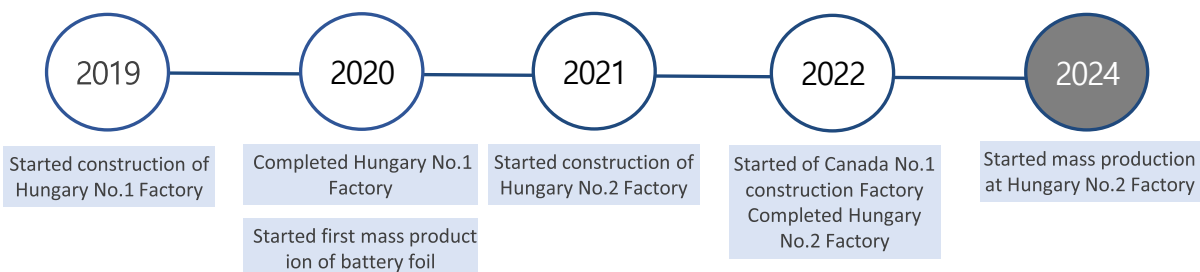 2019
2020
2021
2022
2024
Started construction of
Hungary No.1 Factory
Completed Hungary No.1
Factory
Started first mass product
ion of battery foil
Started construction of
Hungary No.2 Factory
Started of Canada No.1
construction Factory
Completed Hungary
No.2 Factory
Started mass production
at Hungary No.2 Factory